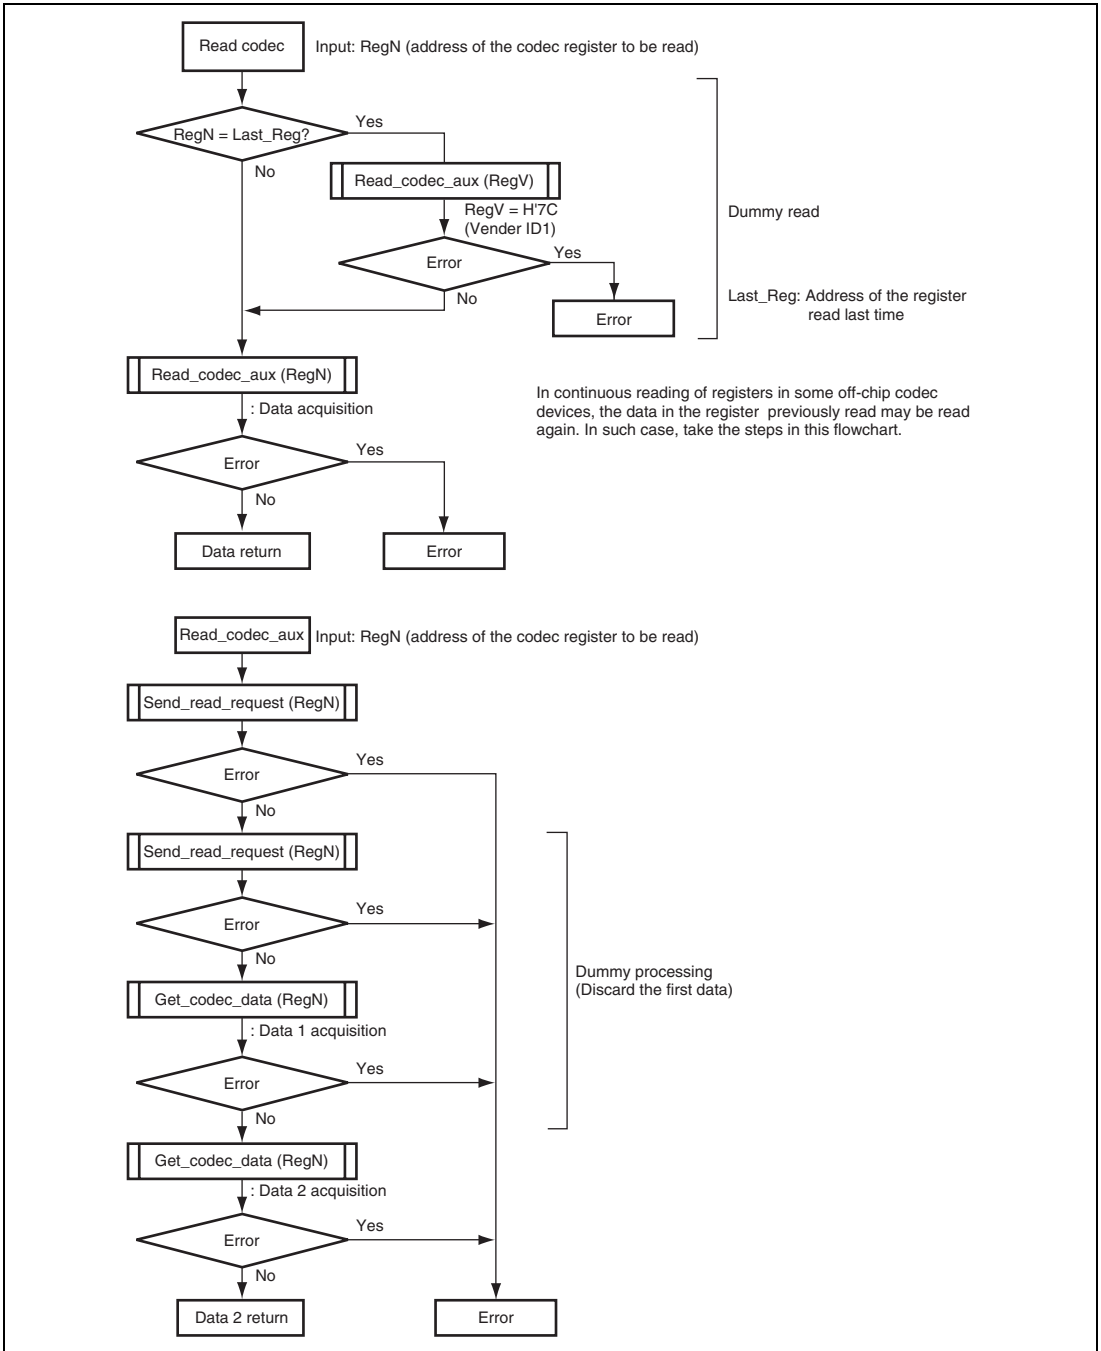 Read codec
Input: RegN (address of the codec register to be read)
RegN = Last_Reg?
Yes
No
Read_codec_aux (RegV)
RegV = H'7C
(Vender ID1)
Dummy read
Error
Yes
No
Error
Last_Reg: Address of the register
read last time
Read_codec_aux (RegN)
: Data acquisition
In continuous reading of registers in some off-chip codec
devices, the data in the register previously read may be read
again. In such case, take the steps in this flowchart.
Error
Yes
No
Data return
Error
Read_codec_aux
Input: RegN (address of the codec register to be read)
Send_read_request (RegN)
Error
Yes
No
Send_read_request (RegN)
Error
Yes
No
Dummy processing
(Discard the first data)
Get_codec_data (RegN)
: Data 1 acquisition
Error
Yes
No
Get_codec_data (RegN)
: Data 2 acquisition
Error
Yes
No
Data 2 return
Error